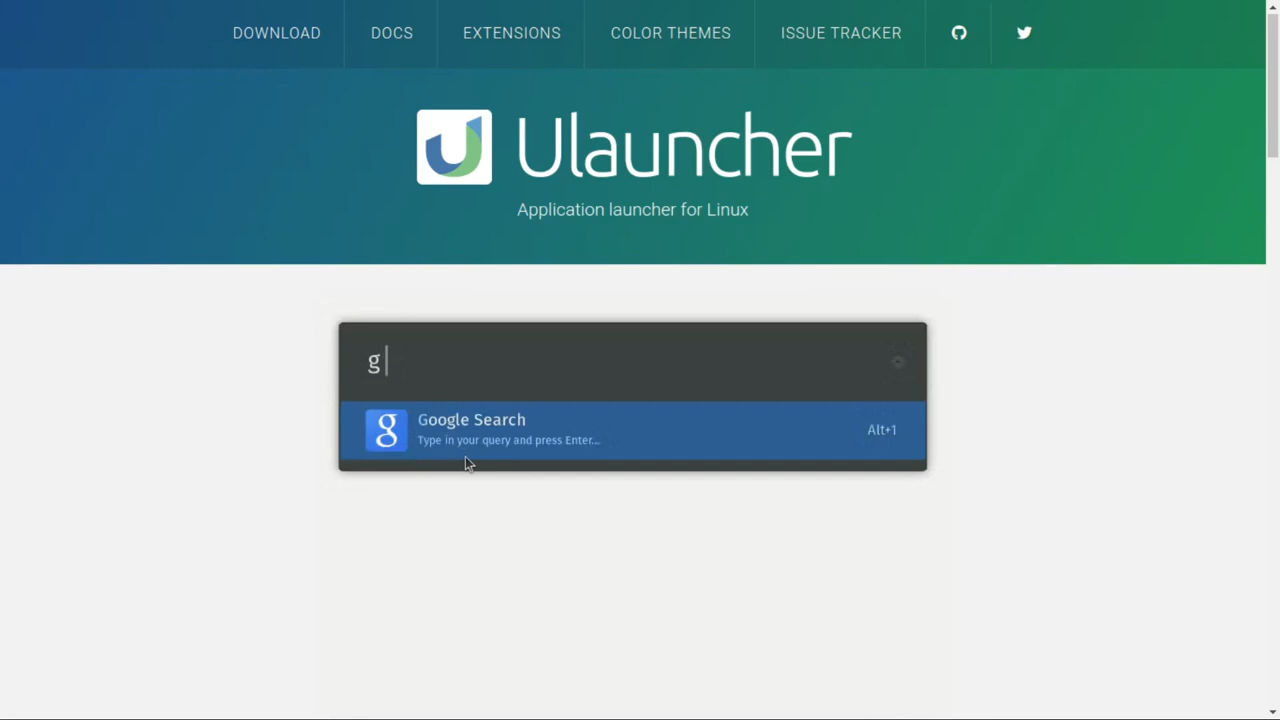 DOWNLOAD DOCS EXTENSIONS COLOR THEMES ISSUE TRACKER
Ulauncher
Application launcher for Linux
g
Google Search
Type in your query and press Enter...
Alt+1